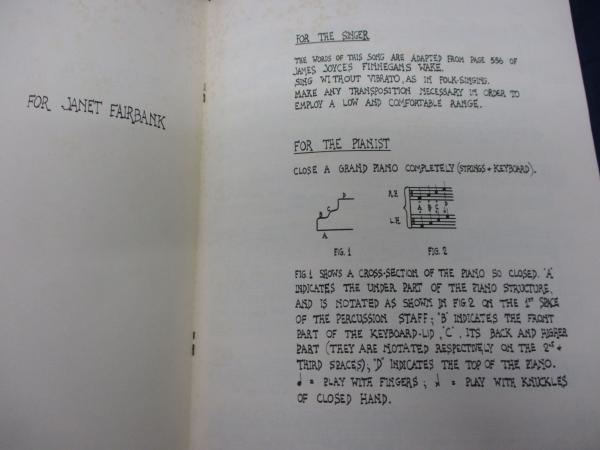 FOR JANET FAIRBANK
FOR THE SINGER
THE WORDS OF THIS SONG ARE ADAPTED FROM PAGE 556 OF
JAMES JOYCES FINNEGANS WAKE.
SING WITHOUT VIBRATO, AS IN FOLK-SINGING.
MAKE ANY TRANSPOSITION NECESSARY IN ORDER TO
EMPLOY A LOW AND COMFORTABLE RANGE.
FOR THE PIANIST
CLOSE A GRAND PIANO COMPLETELY (STRINGS + KEYBOARD).
D
C
B
A
R.H.
A B C D
L.H.
FIG. 1
FIG. 2
FIG. 1 SHOWS A CROSS-SECTION OF THE PIANO SO CLOSED. "A"
INDICATES THE UNDER PART OF THE PIANO STRUCTURE,
AND IS NOTATED AS SHOWN IN FIG. 2 ON THE 1ST SPACE
OF THE PERCUSSION STAFF; "B" INDICATES THE FRONT
PART OF THE KEYBOARD-LID, "C", ITS BACK AND HIGHER
PART (THEY ARE NOTATED RESPECTIVELY ON THE 2ND +
THIRD SPACES); "D" INDICATES THE TOP OF THE PIANO.
= PLAY WITH FINGERS; = PLAY WITH KNUCKLES
OF CLOSED HAND.